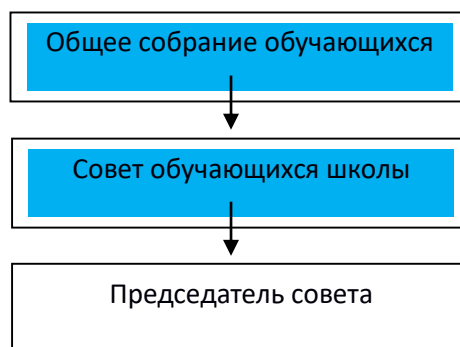 Общее собрание обучающихся
Совет обучающихся школы
Председатель совета